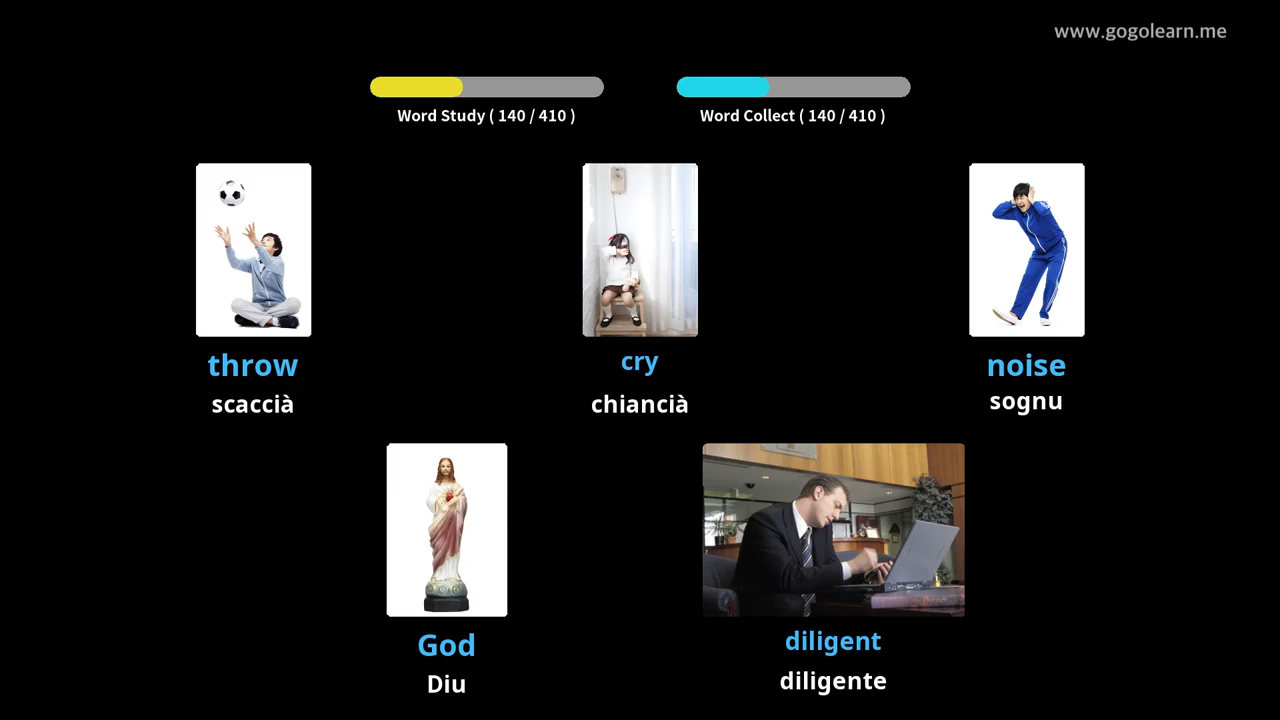 www.gogolearn.me
Word Study ( 140 / 410 )
Word Collect ( 140 / 410 )
throw
scaccià
cry
chiancià
noise
sognu
God
Diu
diligent
diligente